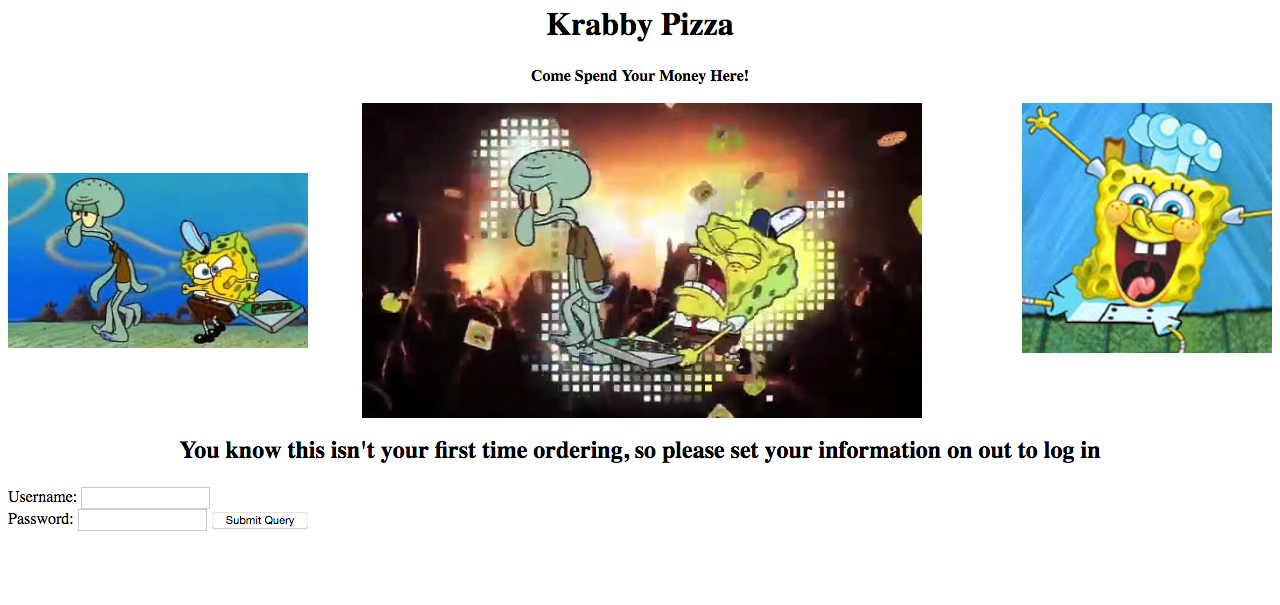 Krabby Pizza
Come Spend Your Money Here!
PIZZA
You know this isn't your first time ordering, so please set your information on out to log in
Username:
Password:
Submit Query